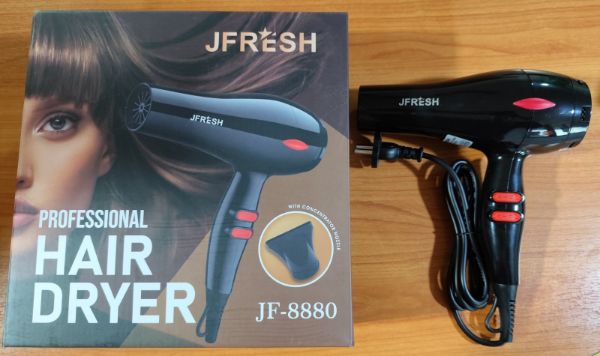 JFRESH
JFRESH
PROFESSIONAL
HAIR
DRYER
WITH CONCENTRATOR NOZZLE
JF-8880
JFRESH